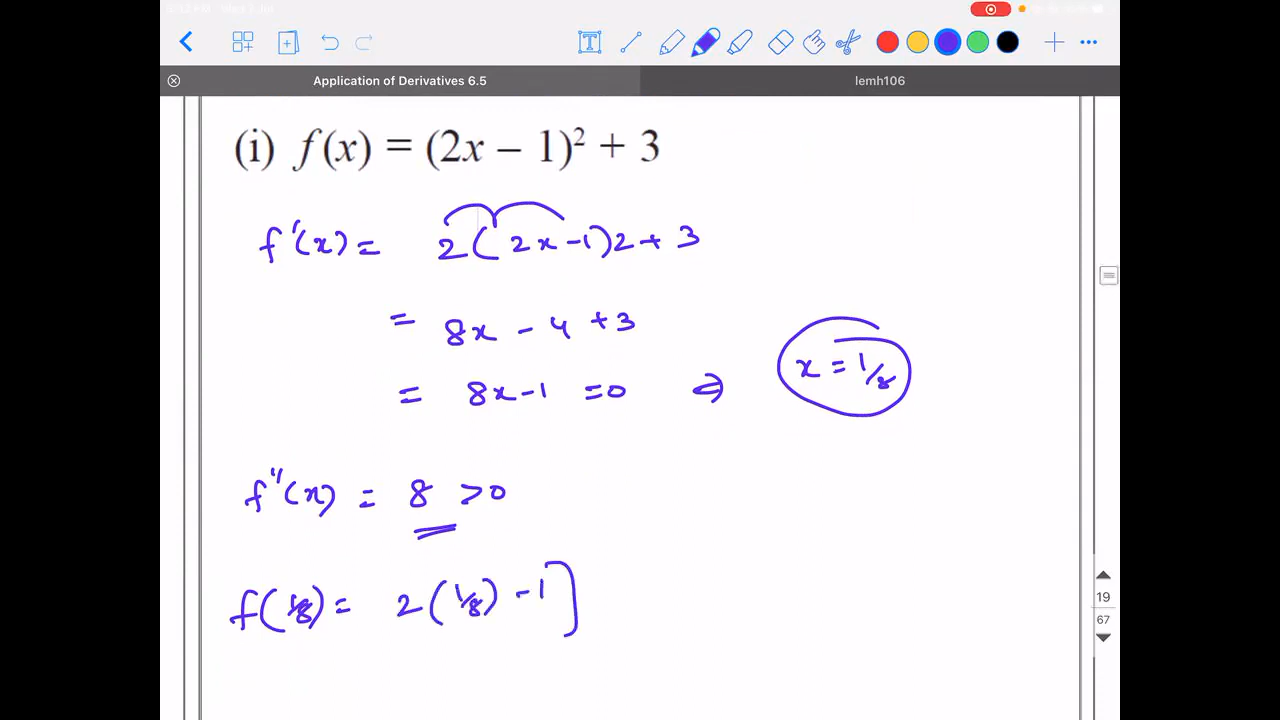 Application of Derivatives 6.5
lemh106
(i) f(x) = (2x – 1)² + 3
f'(x) = 2(2x-1)2+3
= 8x - 4 +3
= 8x-1 =0 ⇒ x = 1/8
f''(x) = 8 >0
f(1/8) = 2(1/8) -1]
19
67